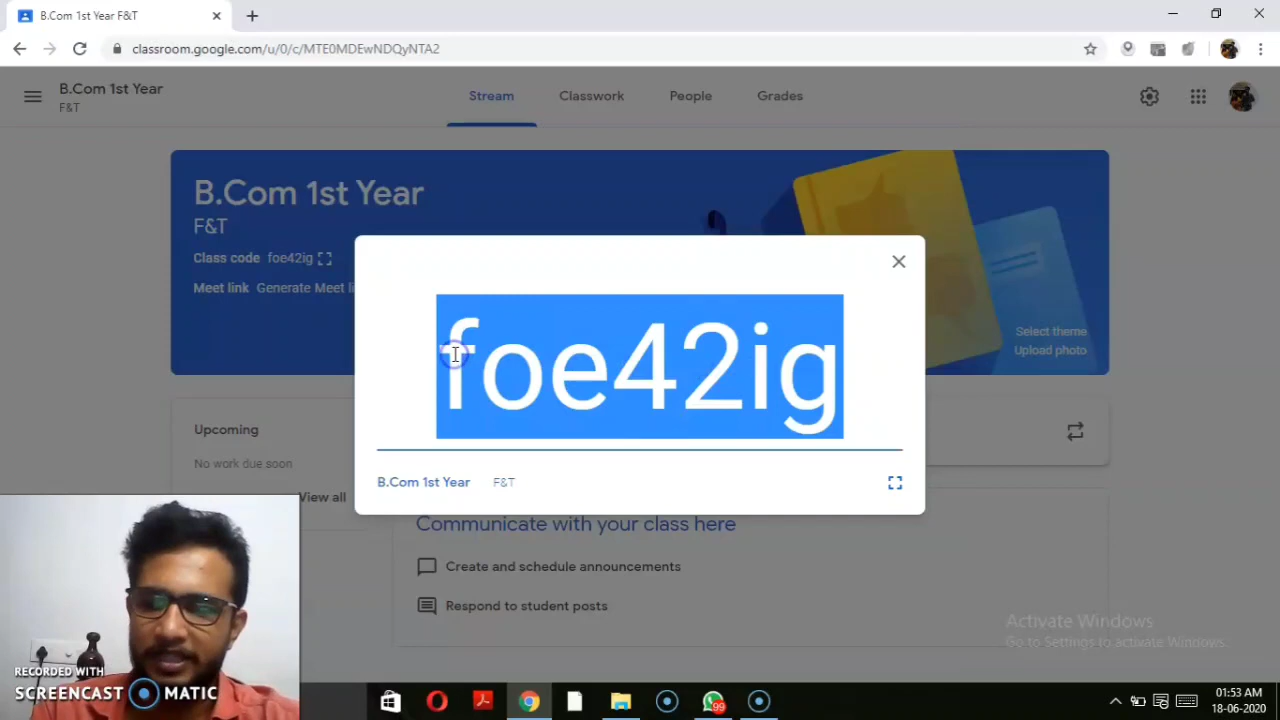 B.Com 1st Year F&T
classroom.google.com/u/0/c/MTE0MDEwNDQyNTA2
B.Com 1st Year
F&T
Stream
Classwork
People
Grades
B.Com 1st Year
F&T
Class code foe42ig
Meet link Generate Meet li
Select theme
Upload photo
foe42ig
B.Com 1st Year F&T
Upcoming
No work due soon
View all
Communicate with your class here
Create and schedule announcements
Respond to student posts
Activate Windows
Go to Settings to activate Windows.
RECORDED WITH
SCREENCAST MATIC
99
01:53 AM
18-06-2020